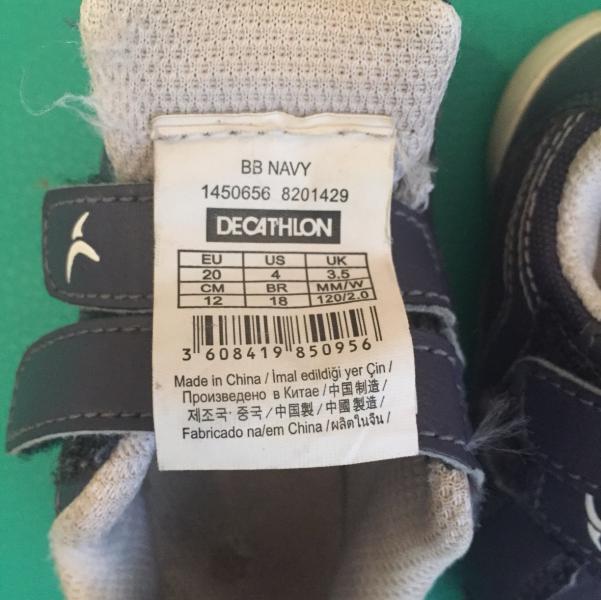 BB NAVY
1450656 8201429
DECATHLON
EU US UK
20 4 3.5
CM BR MM/W
12 18 120/2.0
3 608419 850956
Made in China / İmal edildiği yer Çin /
Произведено в Китае / 中国制造 /
제조국: 중국 / 中国製 / 中國製造 /
Fabricado na/em China / ผลิตในจีน /